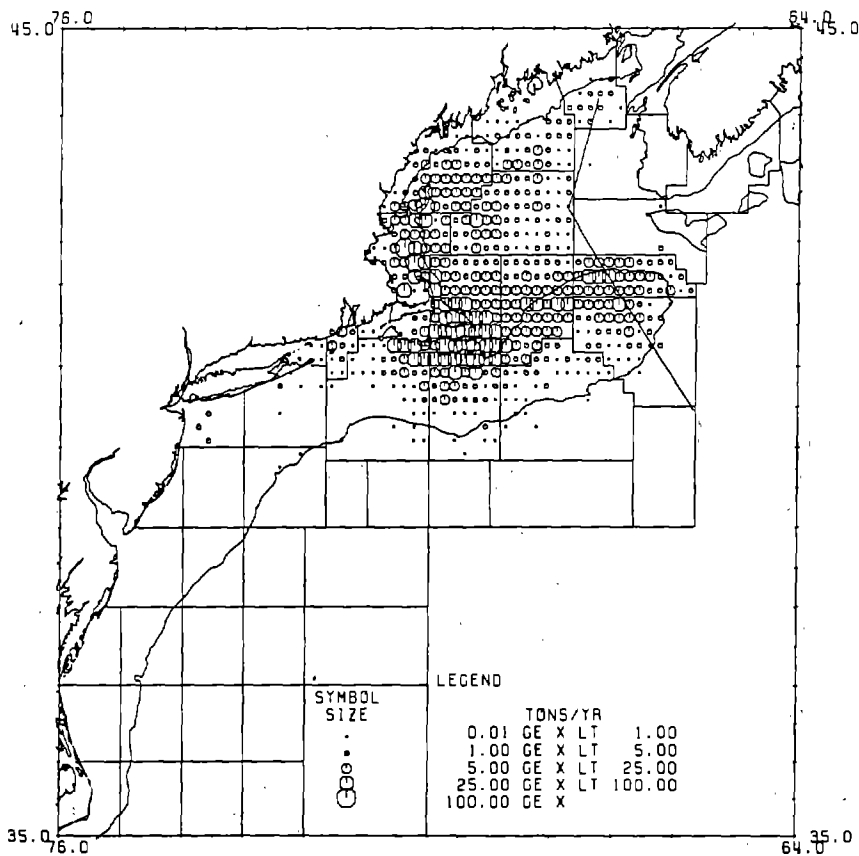 76.0 64.0
45.0 45.0
LEGEND
SYMBOL
SIZE
TONS/YR
0.01 GE X LT 1.00
1.00 GE X LT 5.00
5.00 GE X LT 25.00
25.00 GE X LT 100.00
100.00 GE X
35.0 35.0
76.0 64.0